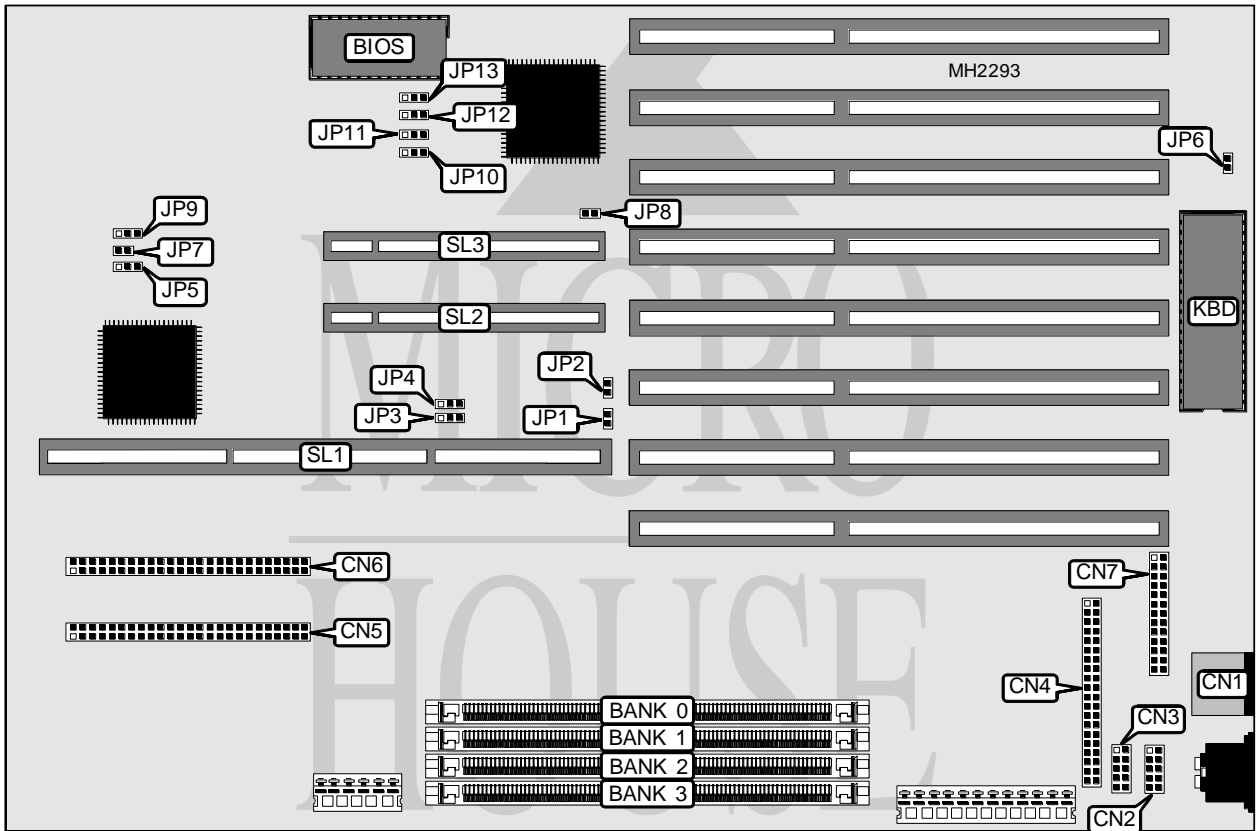 BIOS
MH2293
JP13
JP12
JP11
JP6
JP10
JP9
JP8
JP7
SL3
JP5
SL2
KBD
JP2
JP4
JP3
JP1
SL1
CN6
CN7
CN5
CN4
CN1
BANK 0
CN3
BANK 1
BANK 2
BANK 3
CN2
MICRO
HOUSE